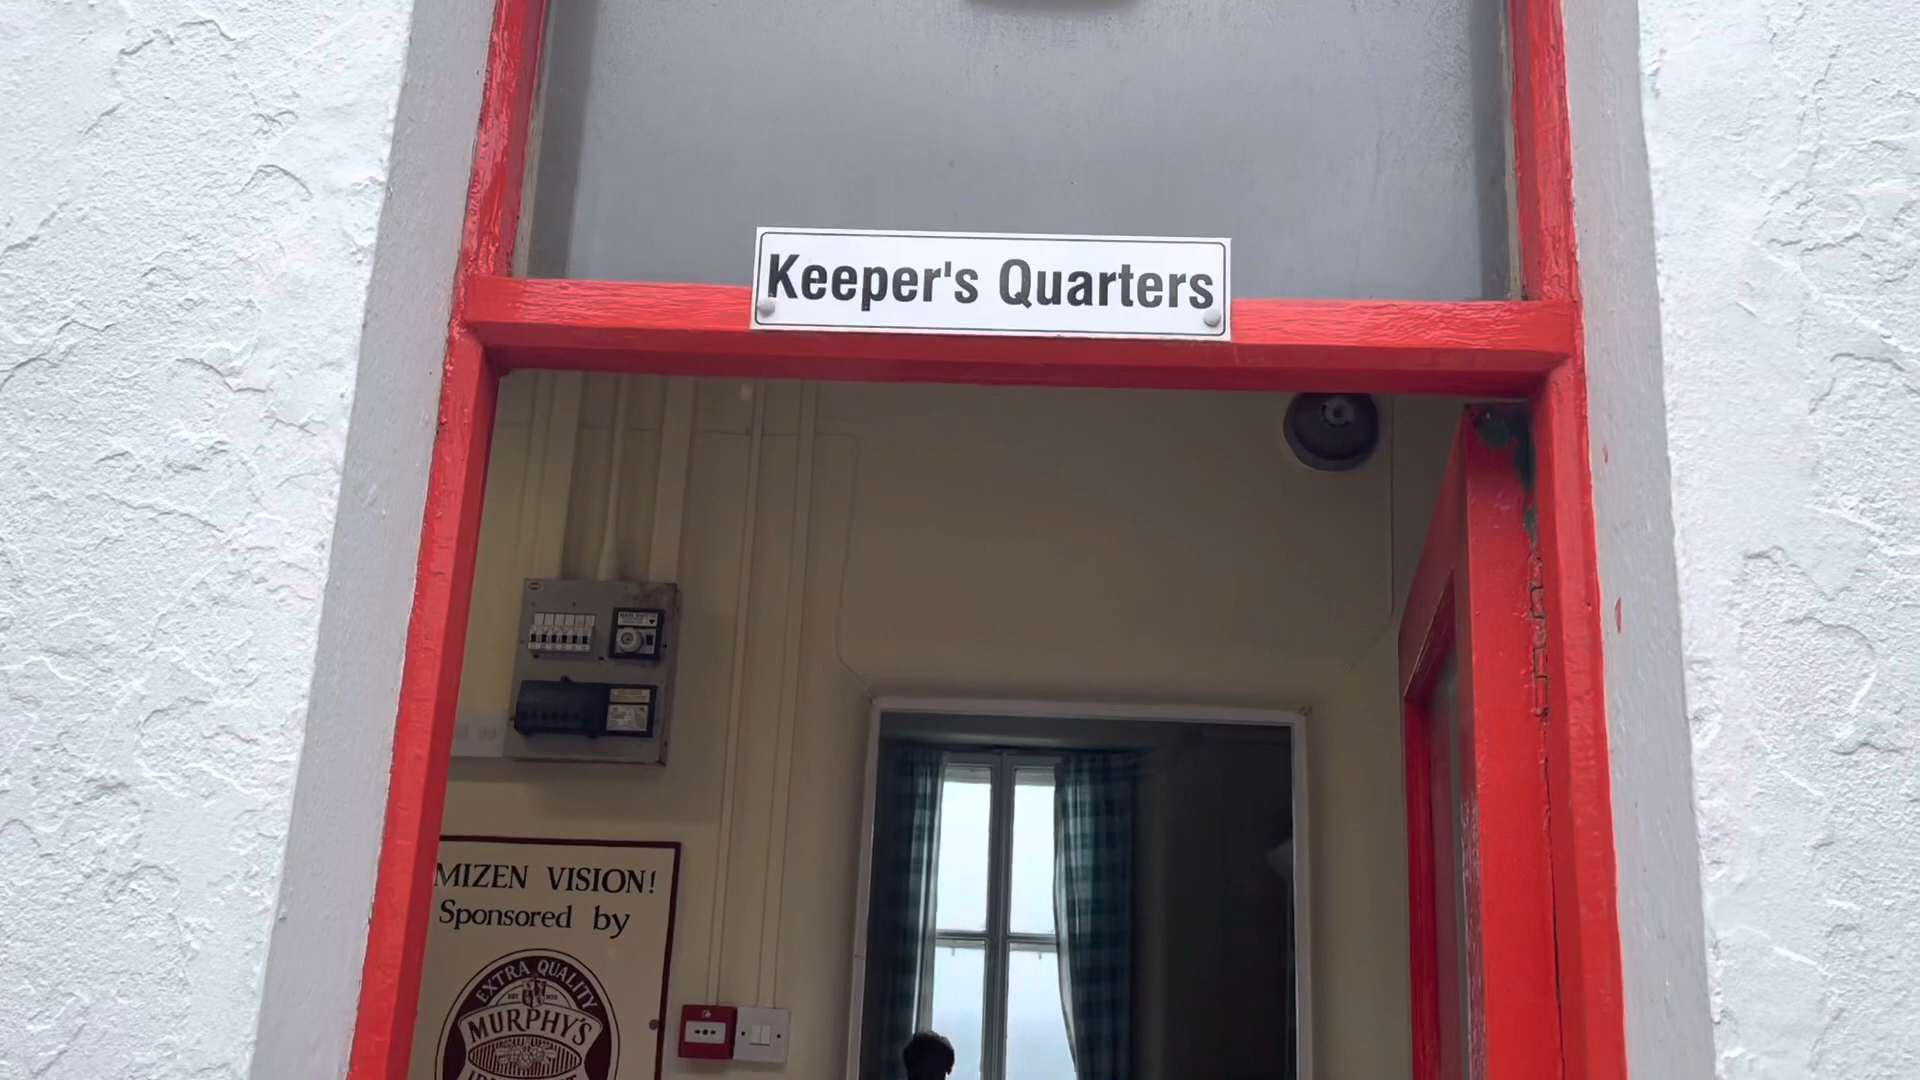 Keeper's Quarters
MIZEN VISION!
Sponsored by
EXTRA QUALITY
MURPHY'S